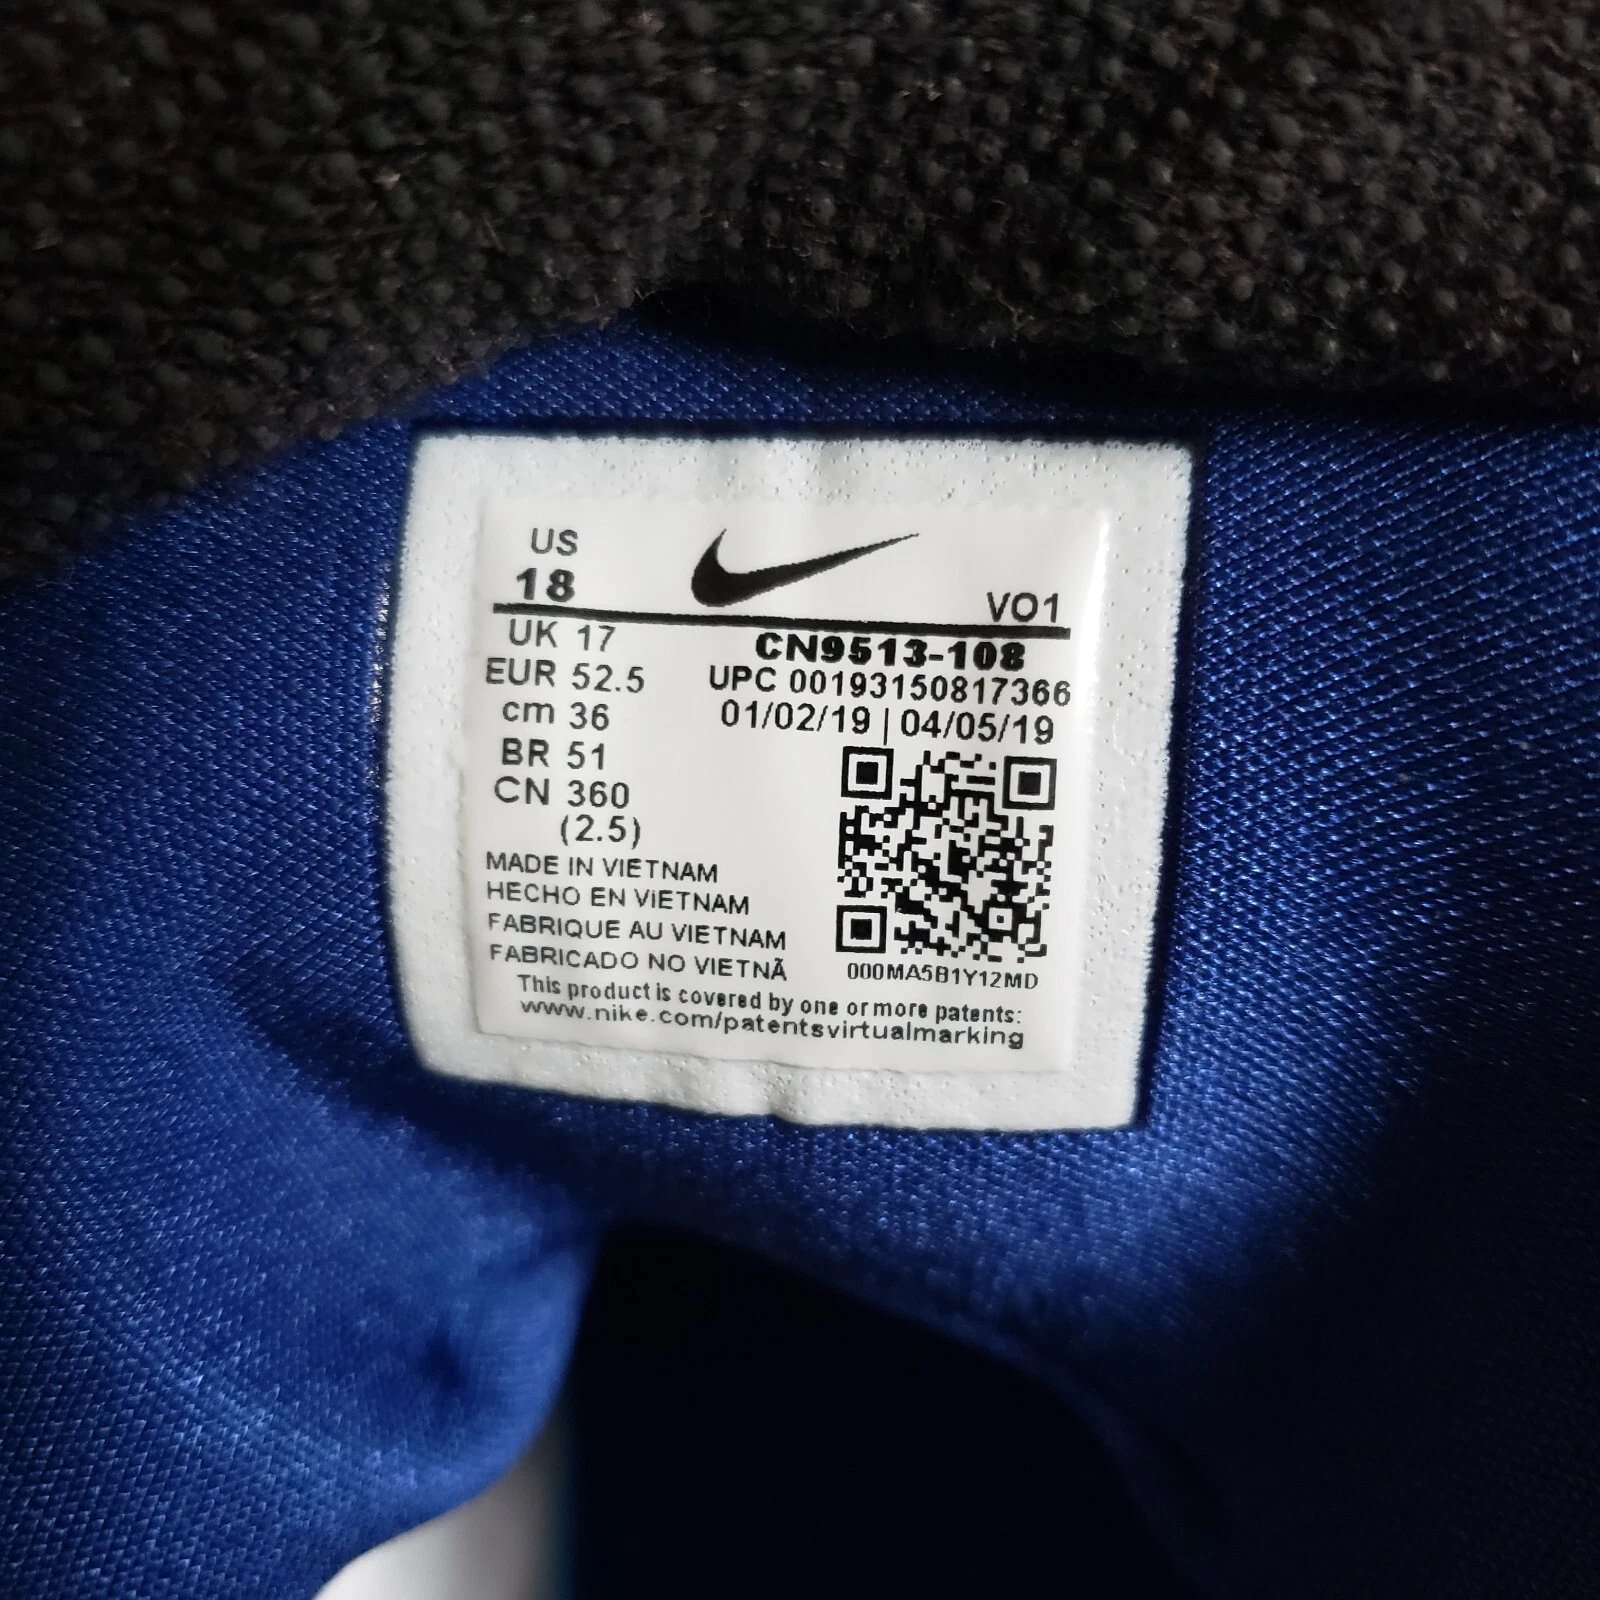 US
18
VO1
UK 17
EUR 52.5
cm 36
BR 51
CN 360
(2.5)
CN9513-108
UPC 00193150817366
01/02/19 | 04/05/19
MADE IN VIETNAM
HECHO EN VIETNAM
FABRIQUE AU VIETNAM
FABRICADO NO VIETNÃ
000MA5B1Y12MD
This product is covered by one or more patents:
www.nike.com/patentsvirtualmarking